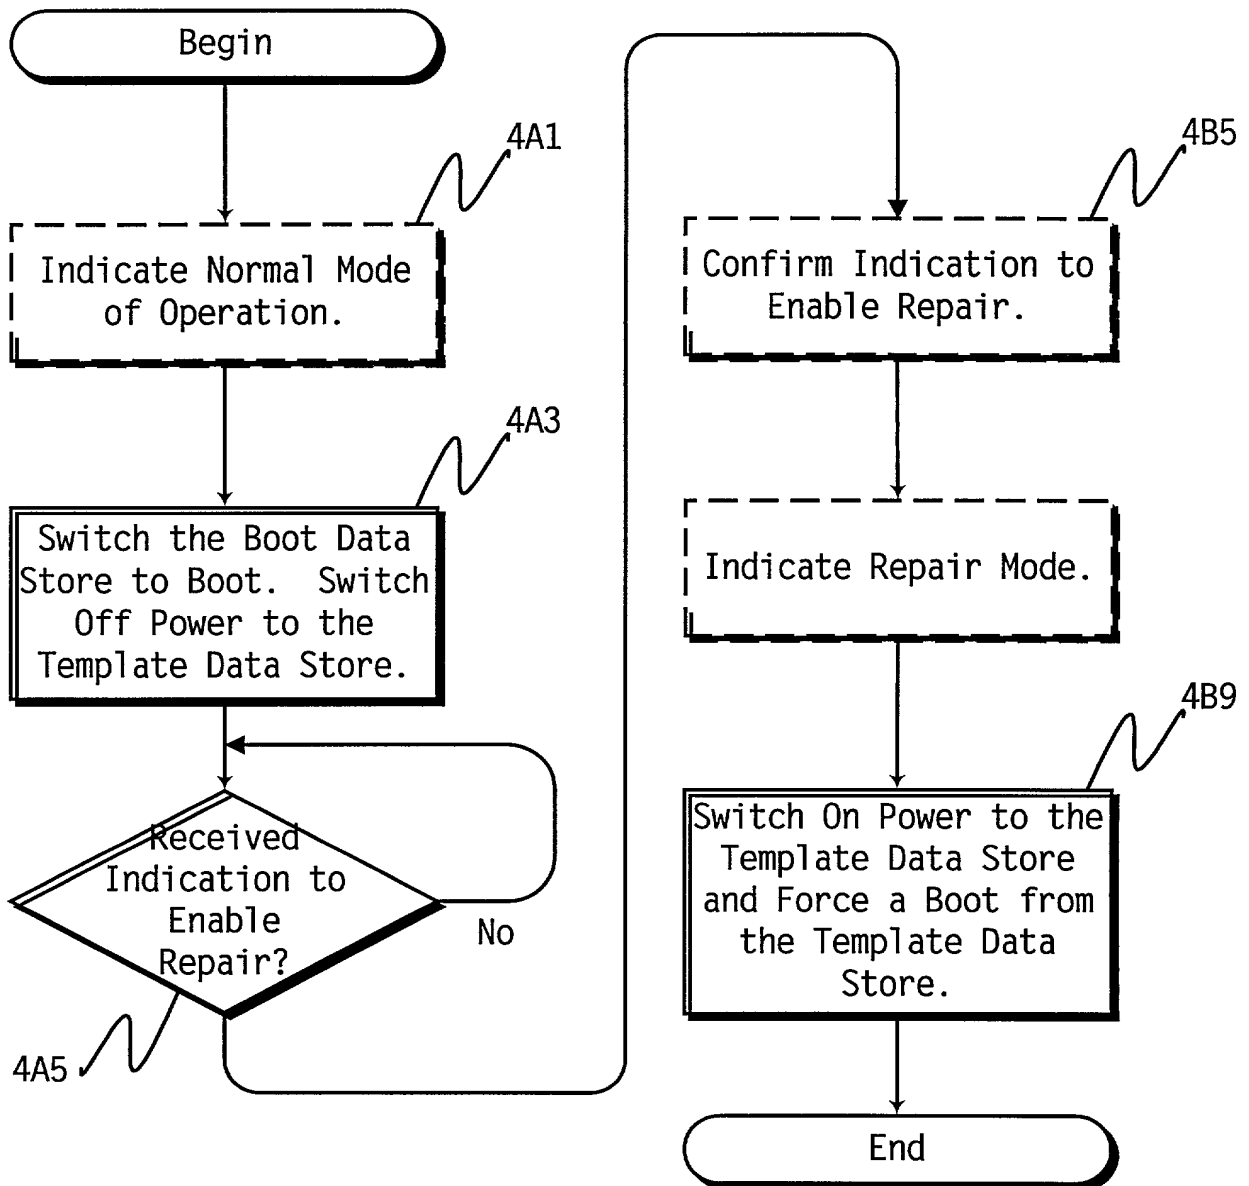 Begin
4A1
Indicate Normal Mode
of Operation.
4A3
Switch the Boot Data
Store to Boot.  Switch
Off Power to the
Template Data Store.
Received
Indication to
Enable
Repair?
No
4A5
4B5
Confirm Indication to
Enable Repair.
Indicate Repair Mode.
4B9
Switch On Power to the
Template Data Store
and Force a Boot from
the Template Data
Store.
End